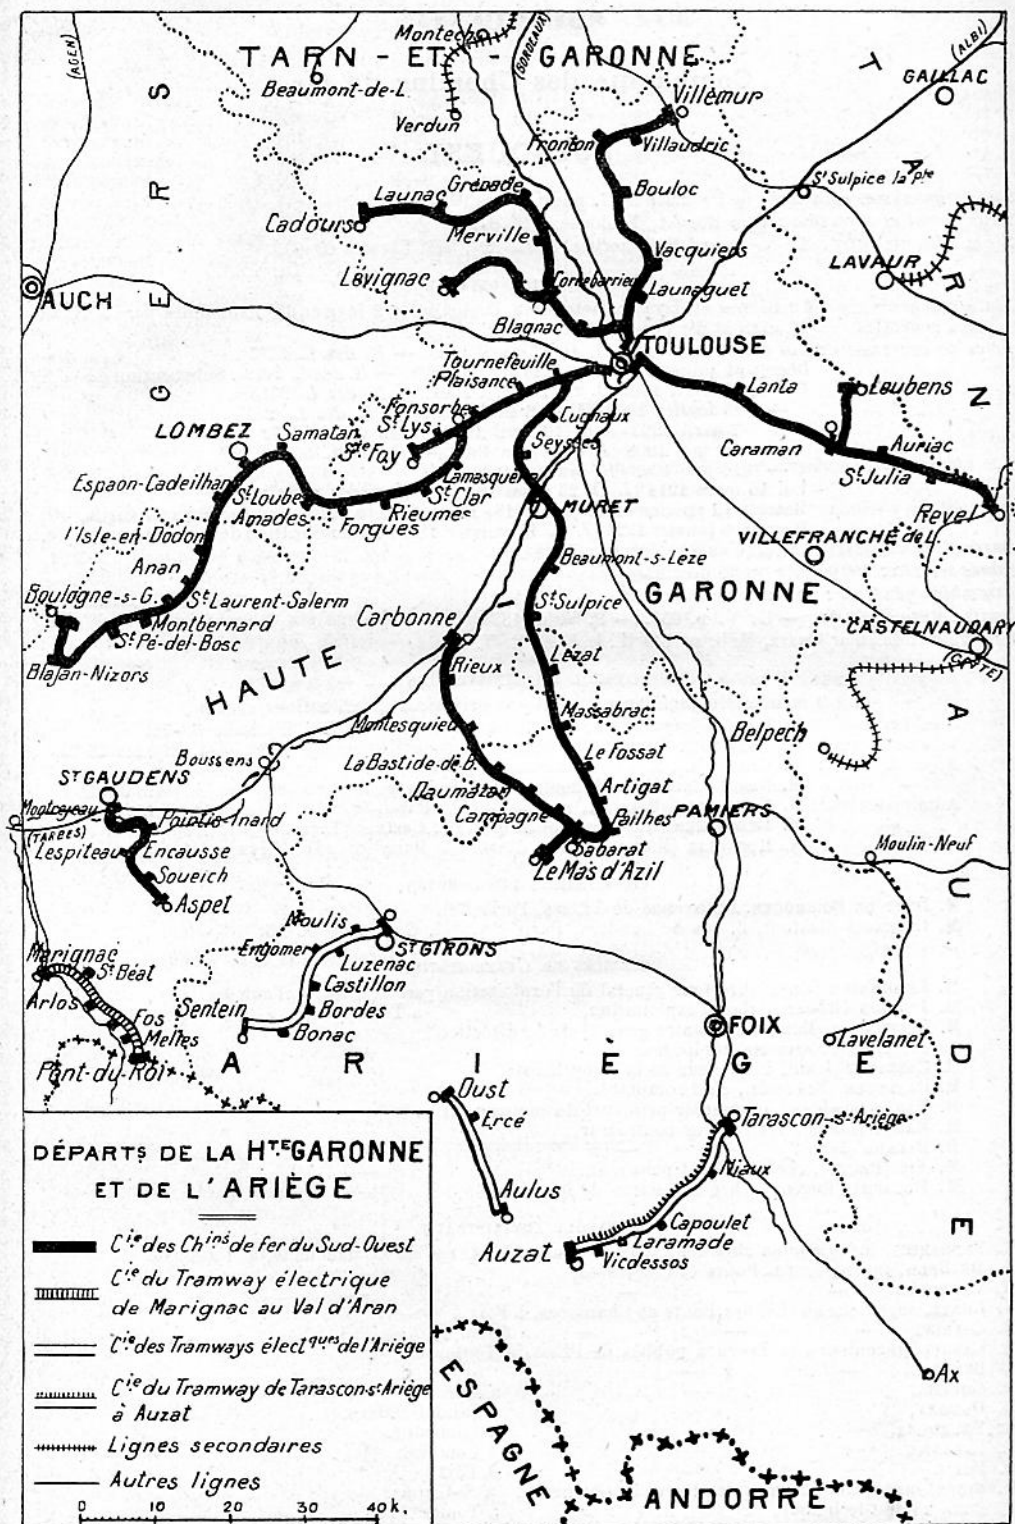 (AGEN)
Montech
(BORDEAUX)
(ALBI)
TARN - ET - GARONNE
Beaumont-de-L
GAILLAC
Verdun
Villemur
Fronton
Villaudric
St Sulpice la Pte
Bouloc
Launac
Grenade
Cadours
Merville
Vacquiers
LAVAUR
Lévignac
Cornebarrieu
Launaguet
AUCH
Blagnac
TOULOUSE
Tournefeuille
Plaisance
Lanta
Loubens
Fonsorbes
St Lys
Cugnaux
LOMBEZ
Samatan
Ste Foy
Seysses
Caraman
Auriac
Lamasquère
St Julia
Espaon-Cadeilhan
St Loube
Amades
St Clar
Rieumes
Forgues
MURET
Revel
l'Isle-en-Dodon
VILLEFRANCHE de L
Anan
Beaumont-s-Lèze
Boulogne-s-G.
St Laurent-Salerm
Montbernard
St Pé-del-Bosc
GARONNE
St Sulpice
Carbonne
CASTELNAUDARY
(CETTE)
Blajan-Nizors
HAUTE
Rieux
Lézat
Montesquieu
Massabrac
Belpech
Boussens
La Bastide-de-B.
Le Fossat
ST GAUDENS
Daumazan
Artigat
Montrejeau
(TARBES)
Pointis-Inard
Campagne
Pailhes
PAMIERS
Lespiteau
Encausse
Sabarat
Moulin-Neuf
Soueich
Le Mas d'Azil
Aspet
Moulis
Engomer
ST GIRONS
Marignac
St Béat
Luzenac
Castillon
Arlos
Sentein
Fos
Bordes
FOIX
Melles
Bonac
Lavelanet
Pont-du-Roi
ARIEGE
Oust
Ercé
Tarascon-s-Ariège
Niaux
Aulus
Capoulet
Auzat
Laramade
Vicdessos
Ax
GERS
TARN
AUDE
ESPAGNE
ANDORRE
DÉPARTS DE LA HTE GARONNE
ET DE L'ARIÈGE
Cie des Chins de fer du Sud-Ouest
Cie du Tramway électrique
de Marignac au Val d'Aran
Cie des Tramways électques de l'Ariège
Cie du Tramway de Tarascon-s-Ariège
à Auzat
Lignes secondaires
Autres lignes
0 10 20 30 40 k.